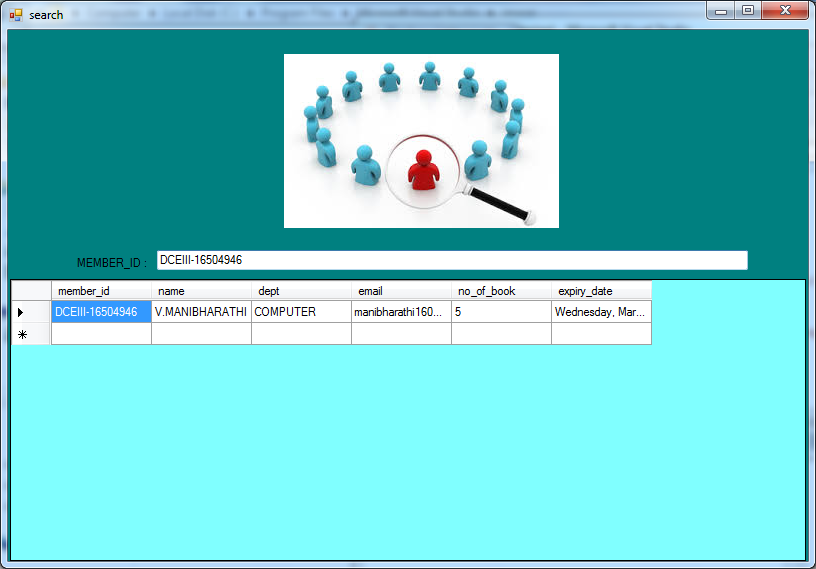 search
MEMBER_ID : DCEIII-16504946
member_id name dept email no_of_book expiry_date
DCEIII-16504946 V.MANIBHARATHI COMPUTER manibharathi160... 5 Wednesday, Mar...